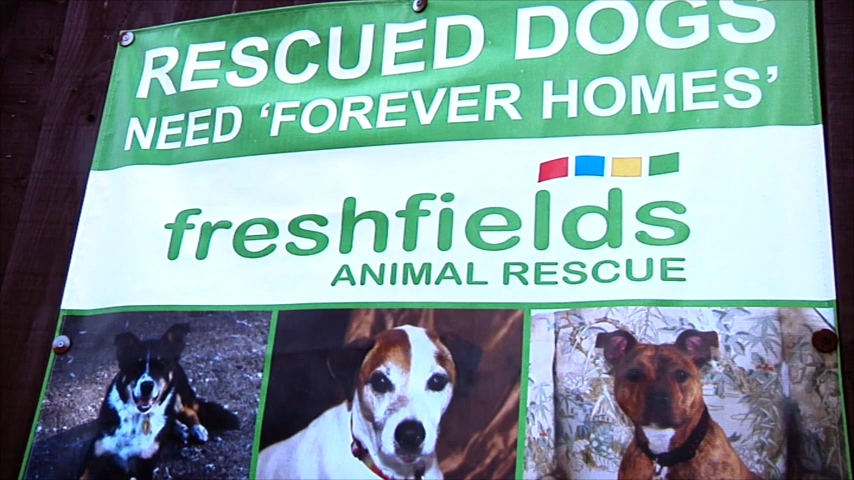 RESCUED DOGS
NEED ‘FOREVER HOMES’
freshfields
ANIMAL RESCUE